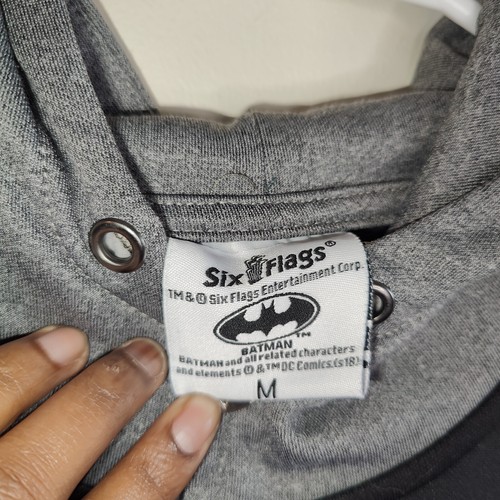 Six Flags®
TM & © Six Flags Entertainment Corp.
TM
BATMAN
BATMAN and all related characters
and elements © & TM DC Comics. (s18)
M